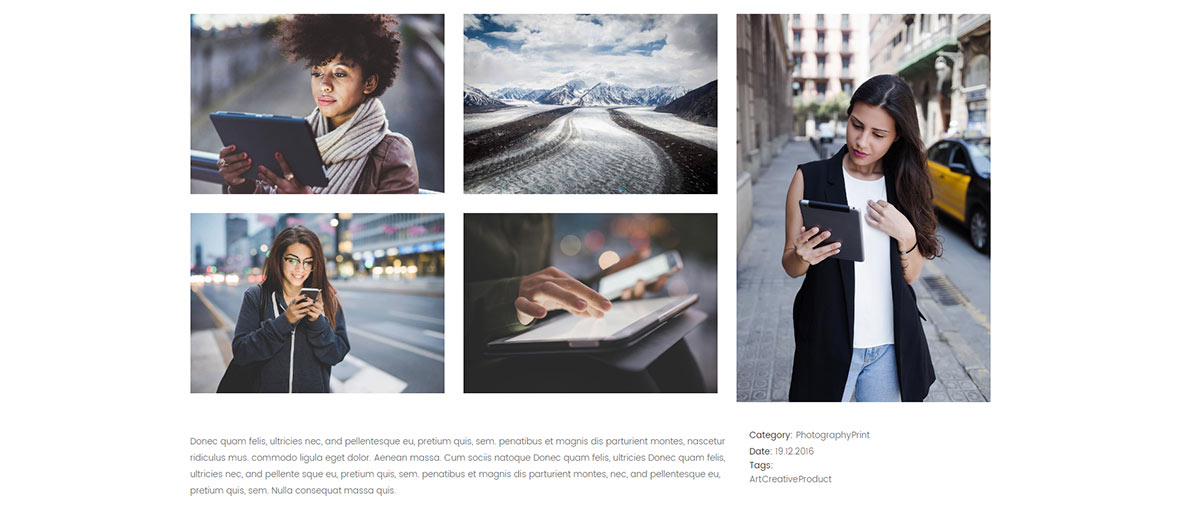 Donec quam felis, ultricies nec, and pellentesque eu, pretium quis, sem. penatibus et magnis dis parturient montes, nascetur
ridiculus mus. commodo ligula eget dolor. Aenean massa. Cum sociis natoque Donec quam felis, ultricies Donec quam felis,
ultricies nec, and pellente sque eu, pretium quis, sem. penatibus et magnis dis parturient montes, nec, and pellentesque eu,
pretium quis, sem. Nulla consequat massa quis.
Category: PhotographyPrint
Date: 19.12.2016
Tags:
ArtCreativeProduct